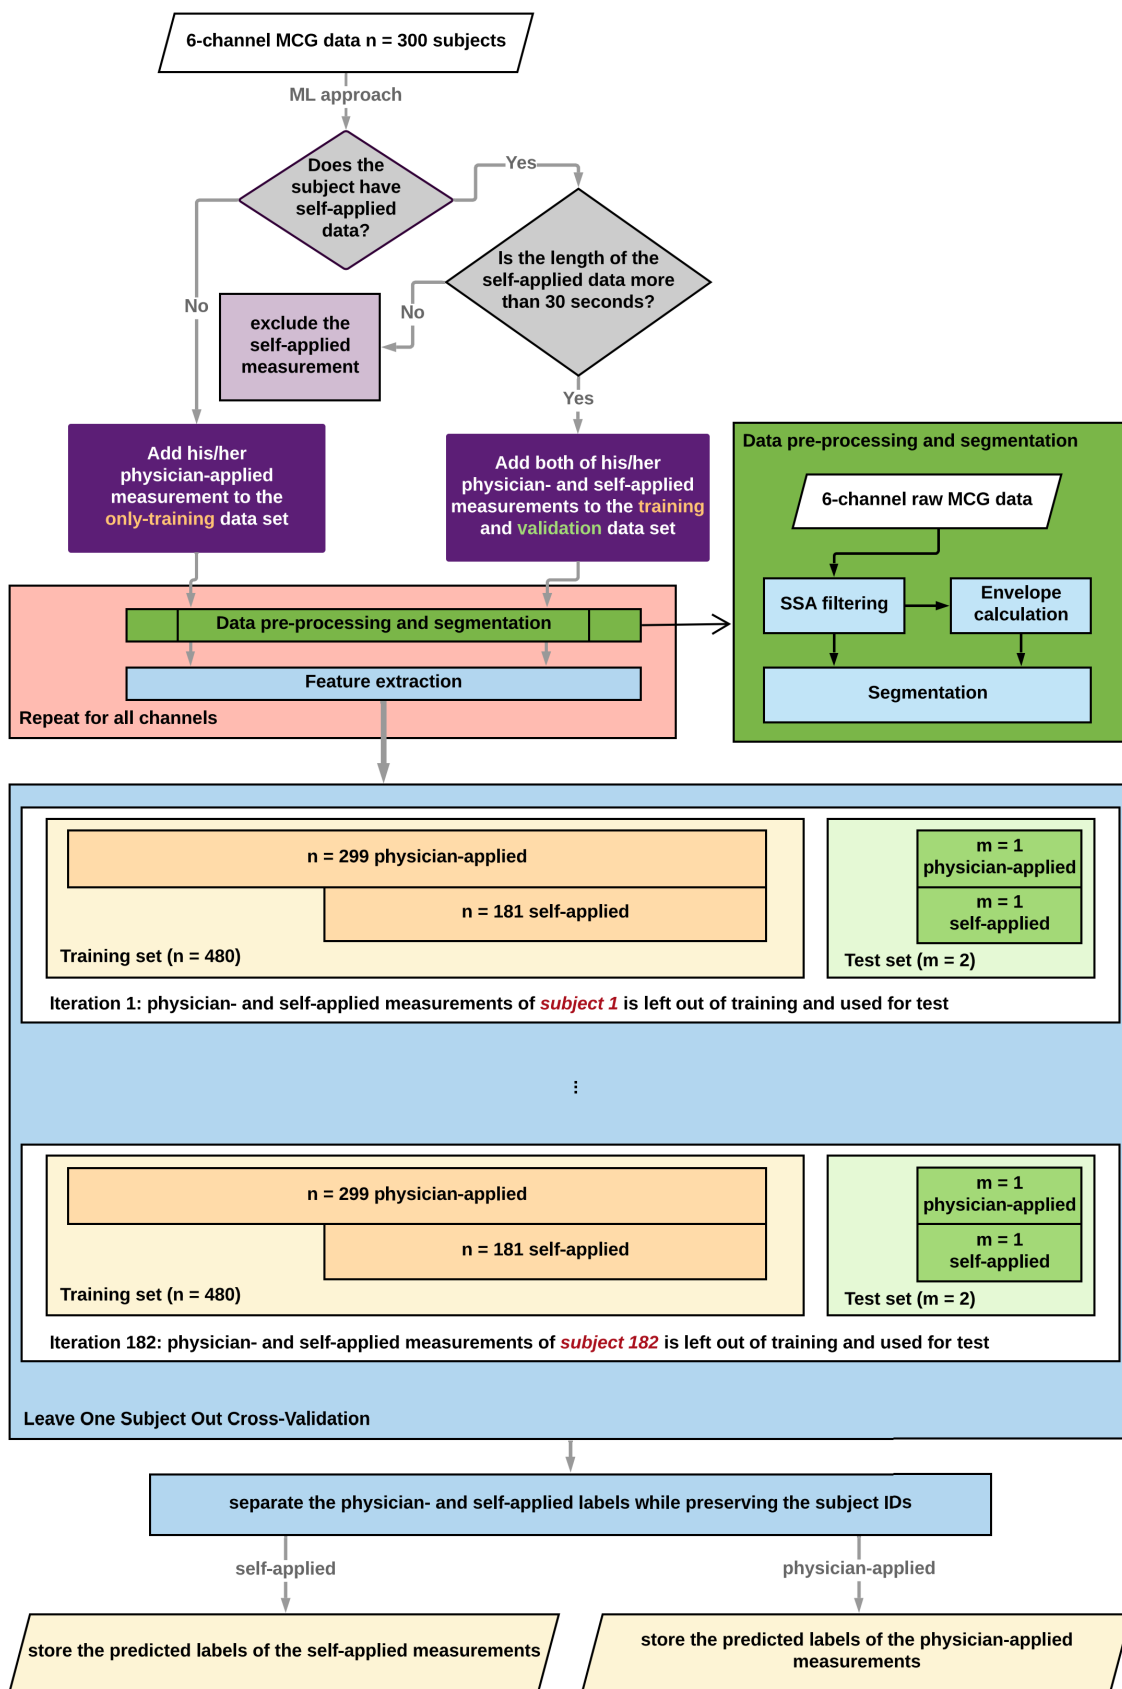 6-channel MCG data n = 300 subjects
ML approach
Does the
subject have
self-applied
data?
Yes
Is the length of the
self-applied data more
than 30 seconds?
No
No
exclude the
self-applied
measurement
Yes
Add his/her
physician-applied
measurement to the
only-training data set
Add both of his/her
physician- and self-applied
measurements to the training
and validation data set
Data pre-processing and segmentation
6-channel raw MCG data
SSA filtering
Envelope
calculation
Segmentation
Data pre-processing and segmentation
Feature extraction
Repeat for all channels
n = 299 physician-applied
n = 181 self-applied
Training set (n = 480)
m = 1
physician-applied
m = 1
self-applied
Test set (m = 2)
Iteration 1: physician- and self-applied measurements of subject 1 is left out of training and used for test
...
n = 299 physician-applied
n = 181 self-applied
Training set (n = 480)
m = 1
physician-applied
m = 1
self-applied
Test set (m = 2)
Iteration 182: physician- and self-applied measurements of subject 182 is left out of training and used for test
Leave One Subject Out Cross-Validation
separate the physician- and self-applied labels while preserving the subject IDs
self-applied
physician-applied
store the predicted labels of the self-applied measurements
store the predicted labels of the physician-applied
measurements